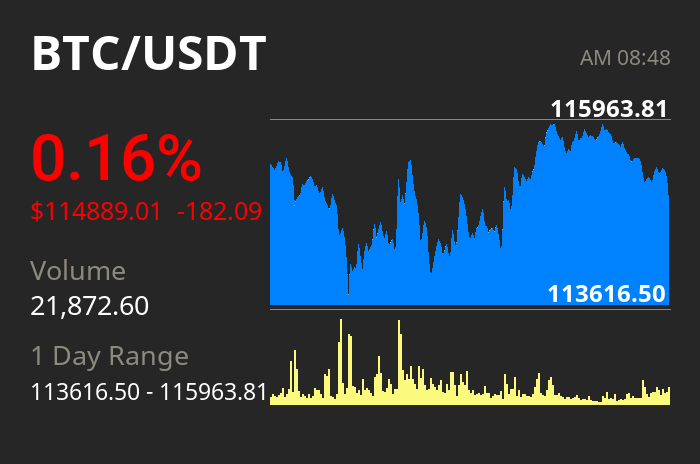 BTC/USDT
AM 08:48
115963.81
0.16%
$114889.01 -182.09
Volume
113616.50
21,872.60
1 Day Range
113616.50 - 115963.81